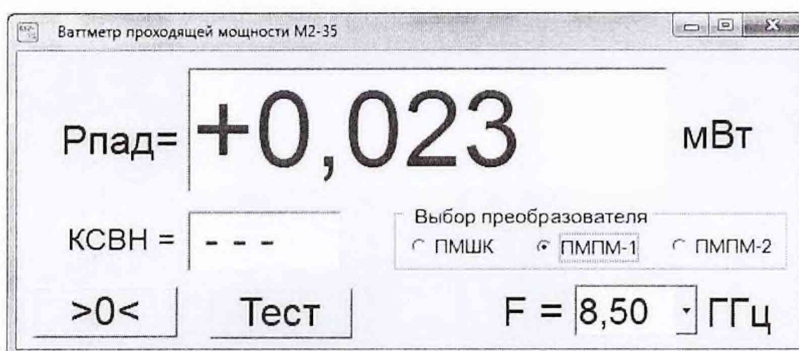 Ваттметр проходящей мощности М2-35
Рпад= +0,023 мВт
КСВН = - - -
Выбор преобразователя
ПМШК ПМПМ-1 ПМПМ-2
>0< Тест F = 8,50 ГГц